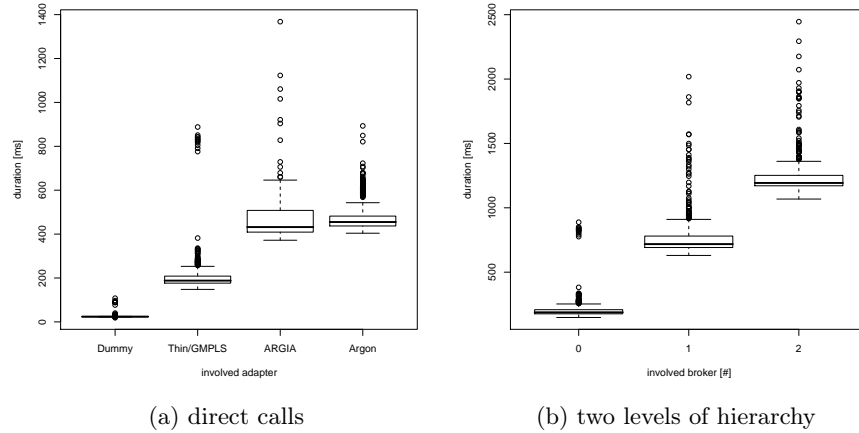 1400
1200
1000
800
600
400
200
0
duration [ms]
Dummy Thin/GMPLS ARGIA Argon
involved adapter
(a) direct calls
2500
2000
1500
1000
500
duration [ms]
0 1 2
involved broker [#]
(b) two levels of hierarchy